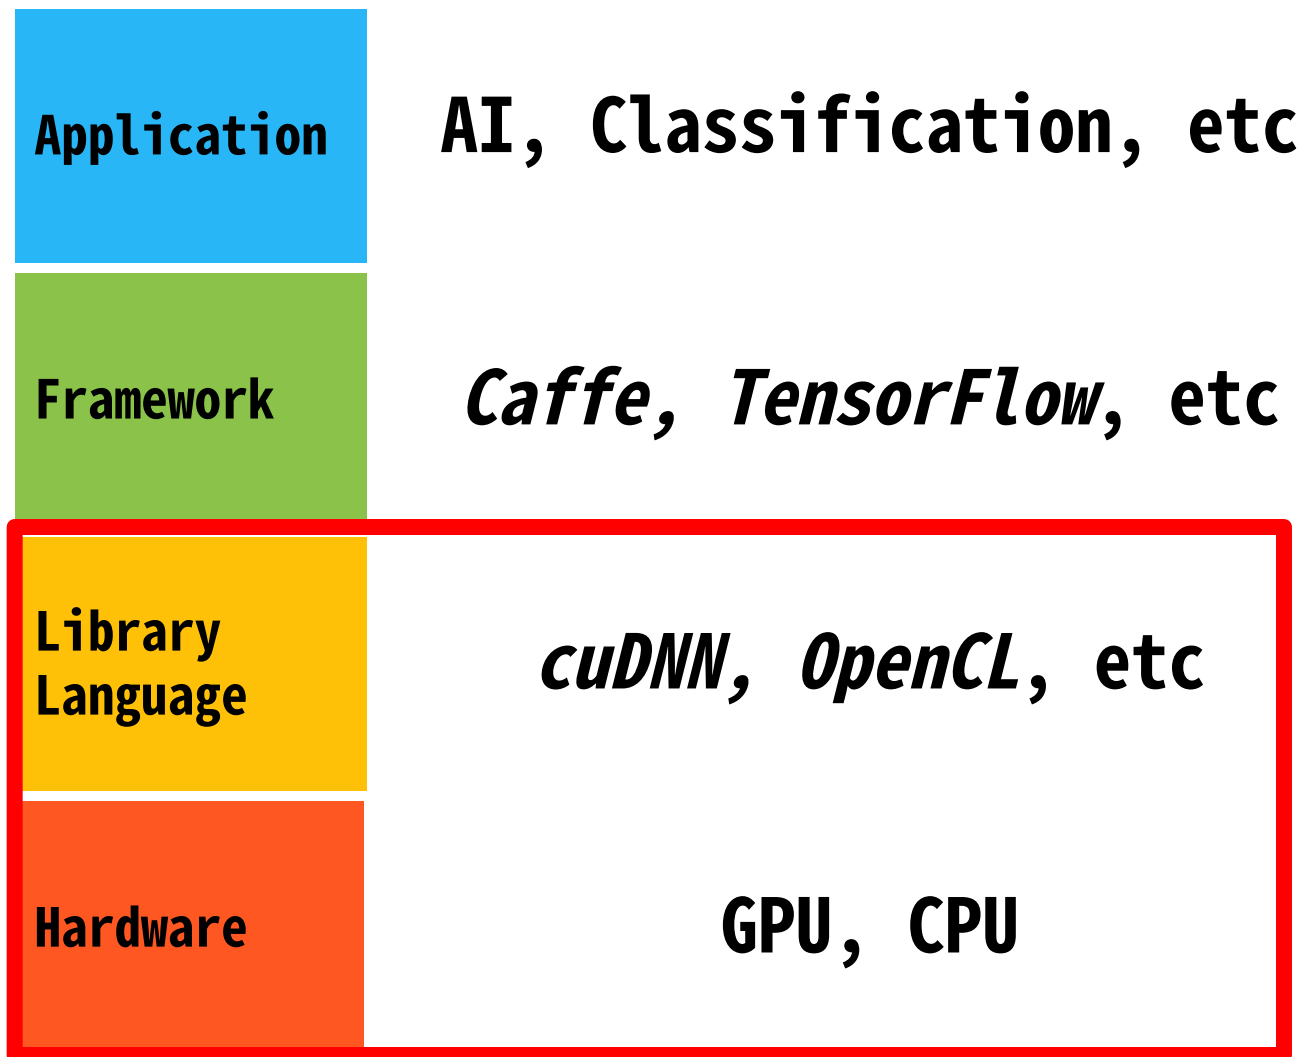 Application
AI, Classification, etc
Framework
Caffe, TensorFlow, etc
Library
Language
cuDNN, OpenCL, etc
Hardware
GPU, CPU